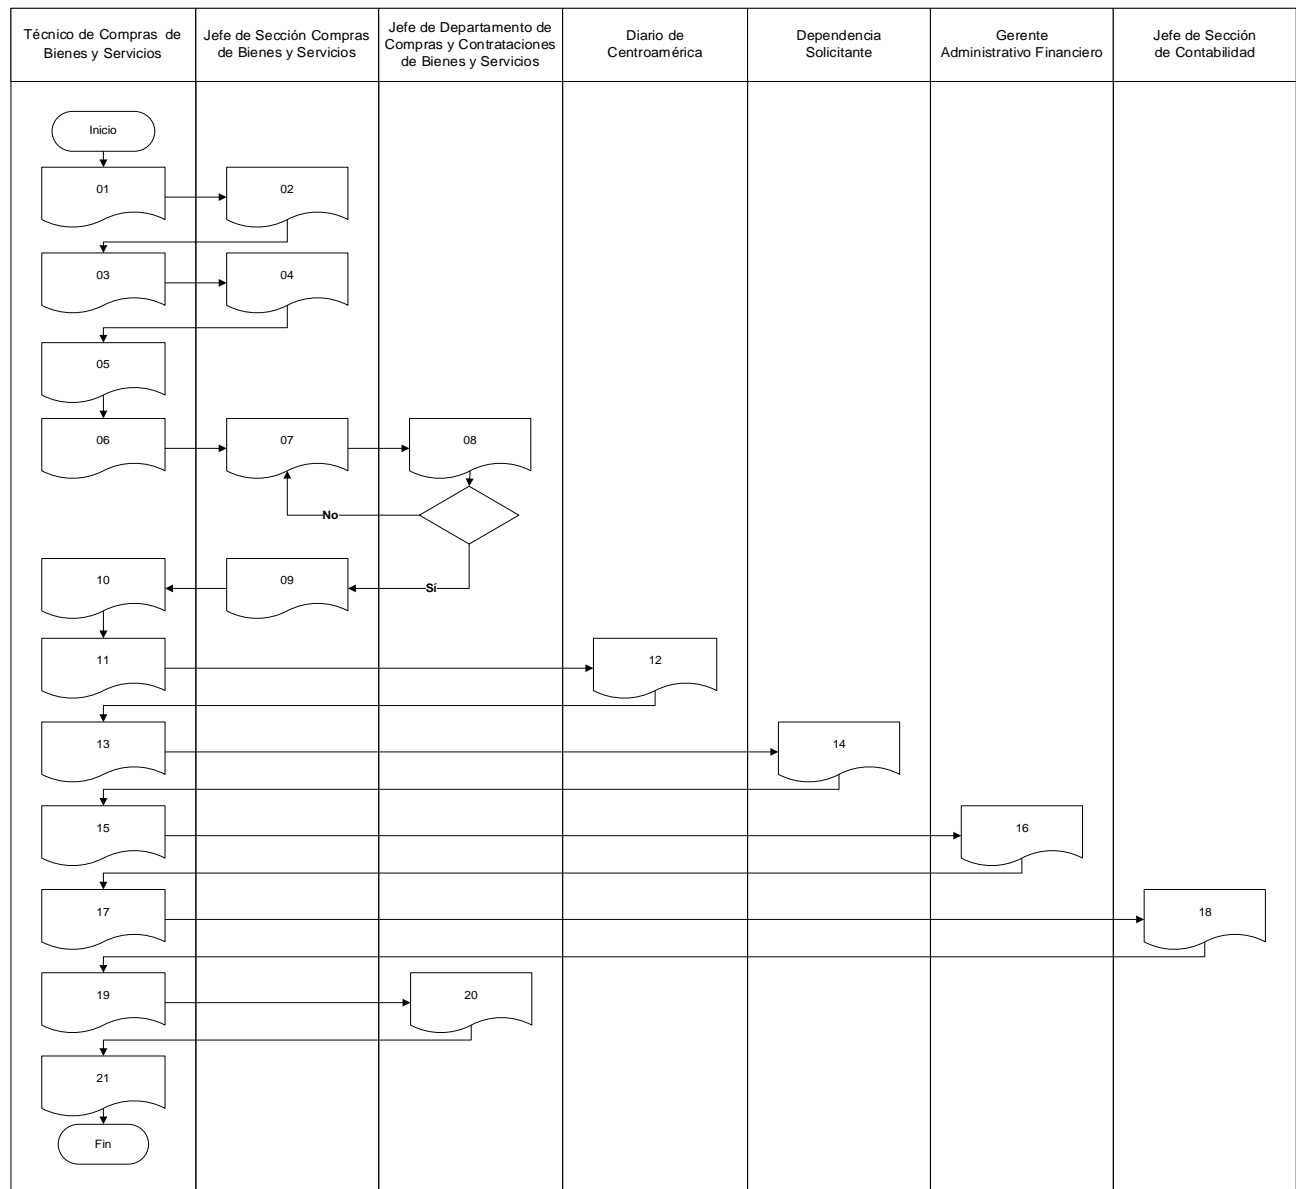 Técnico de Compras de
Bienes y Servicios
Jefe de Sección Compras
de Bienes y Servicios
Jefe de Departamento de
Compras y Contrataciones
de Bienes y Servicios
Diario de
Centroamérica
Dependencia
Solicitante
Gerente
Administrativo Financiero
Jefe de Sección
de Contabilidad
Inicio
01
02
03
04
05
06
07
08
No
10
09
Sí
11
12
13
14
15
16
17
18
19
20
21
Fin